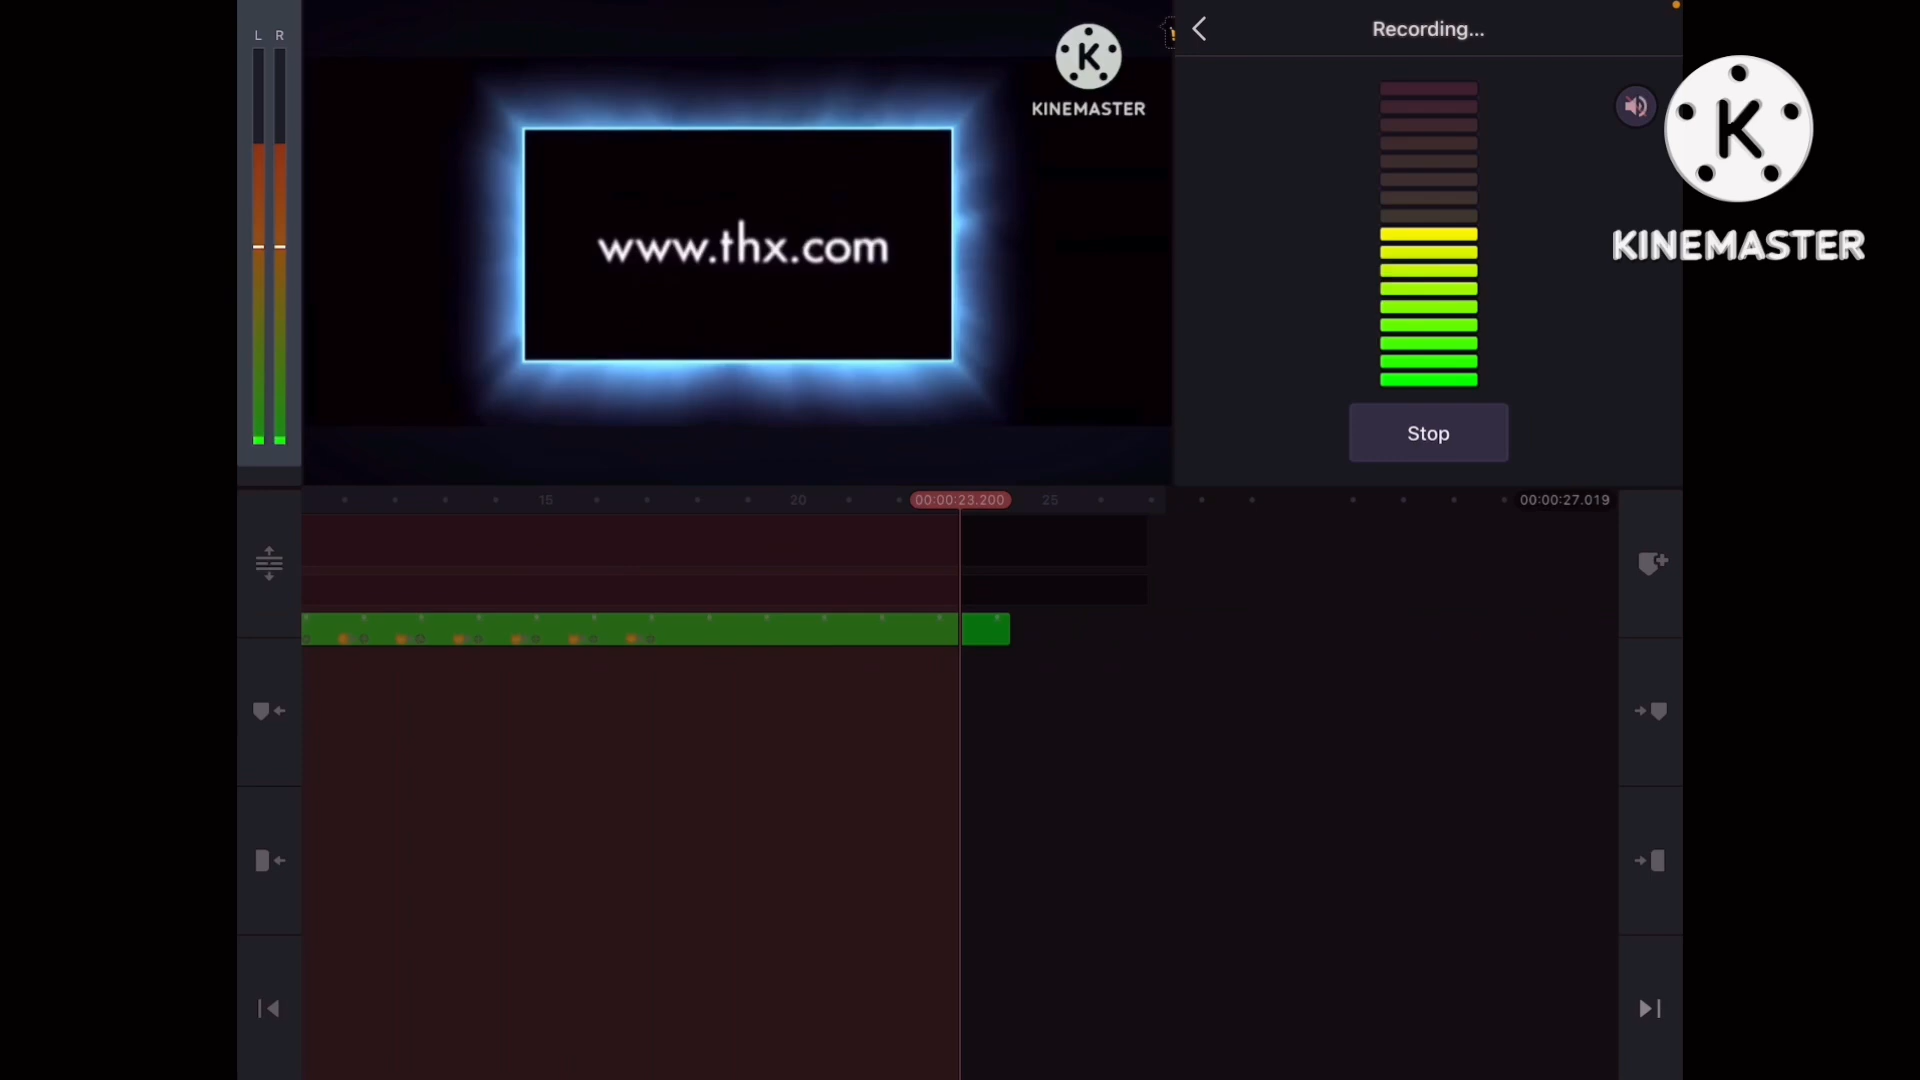 L R
K
KINEMASTER
www.thx.com
Recording...
K
KINEMASTER
Stop
15
20
00:00:23.200
25
00:00:27.019